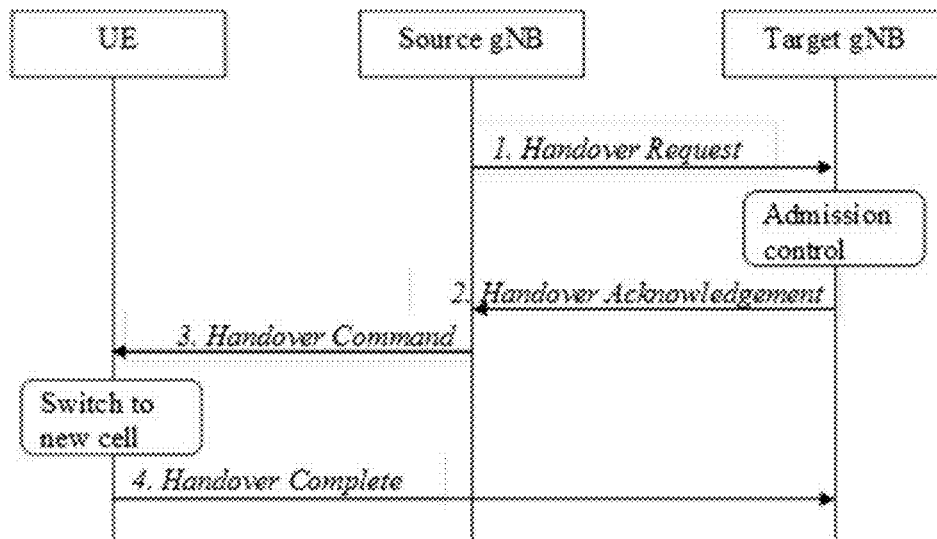 UE
Source gNB
Target gNB
1. Handover Request
Admission
control
2. Handover Acknowledgement
3. Handover Command
Switch to
new cell
4. Handover Complete